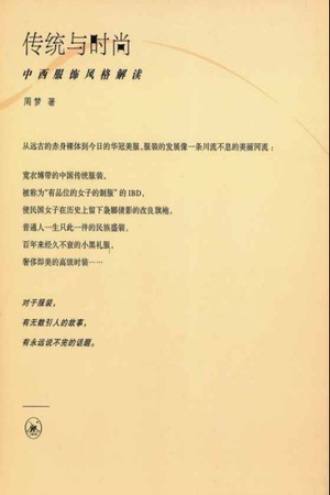 传统与时尚
中西服饰风格解读
周梦 著
从远古的赤身裸体到今日的华冠美服，服装的发展像一条川流不息的美丽河流：
宽衣博带的中国传统服装，
被称为“有品位的女子的制服”的IBD，
使民国女子在历史上留下袅娜倩影的改良旗袍，
普通人一生只此一件的民族盛装，
百年来经久不衰的小黑礼服，
奢侈即美的高级时装……
对于服装，
有无数引人的故事，
有永远说不完的话题。